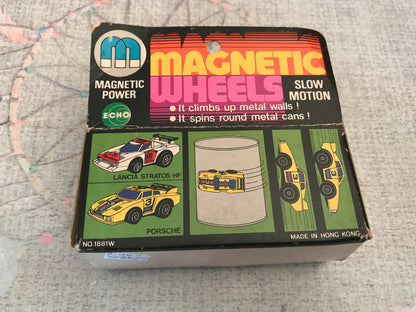 m
MAGNETIC
WHEELS
MAGNETIC
POWER
SLOW
MOTION
ECHO
• It climbs up metal walls !
• It spins round metal cans !
LANCIA STRATOS HF
3
PORSCHE
NO.1881W
MADE IN HONG KONG